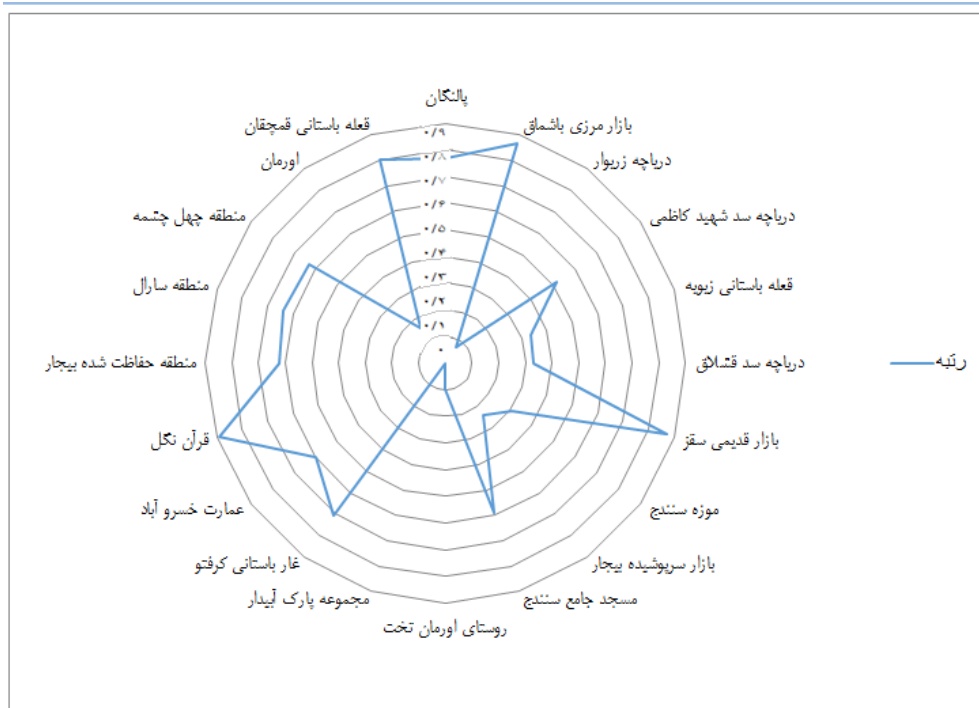 پالنگان
بازار مرزی باشماق
دریاچه زریوار
دریاچه سد شهید کاظمی
قعله باستانی زیویه
دریاچه سد قشلاق
بازار قدیمی سقز
موزه سنندج
بازار سرپوشیده بیجار
مسجد جامع سنندج
روستای اورمان تخت
مجموعه پارک آبیدار
غار باستانی کرفتو
عمارت خسرو آباد
قرآن نگل
منطقه حفاظت شده بیجار
منطقه سارال
منطقه چهل چشمه
اورمان
قعله باستانی قمچقان
۰/۹
۰/۸
۰/۷
۰/۶
۰/۵
۰/۴
۰/۳
۰/۲
۰/۱
۰
رتبه